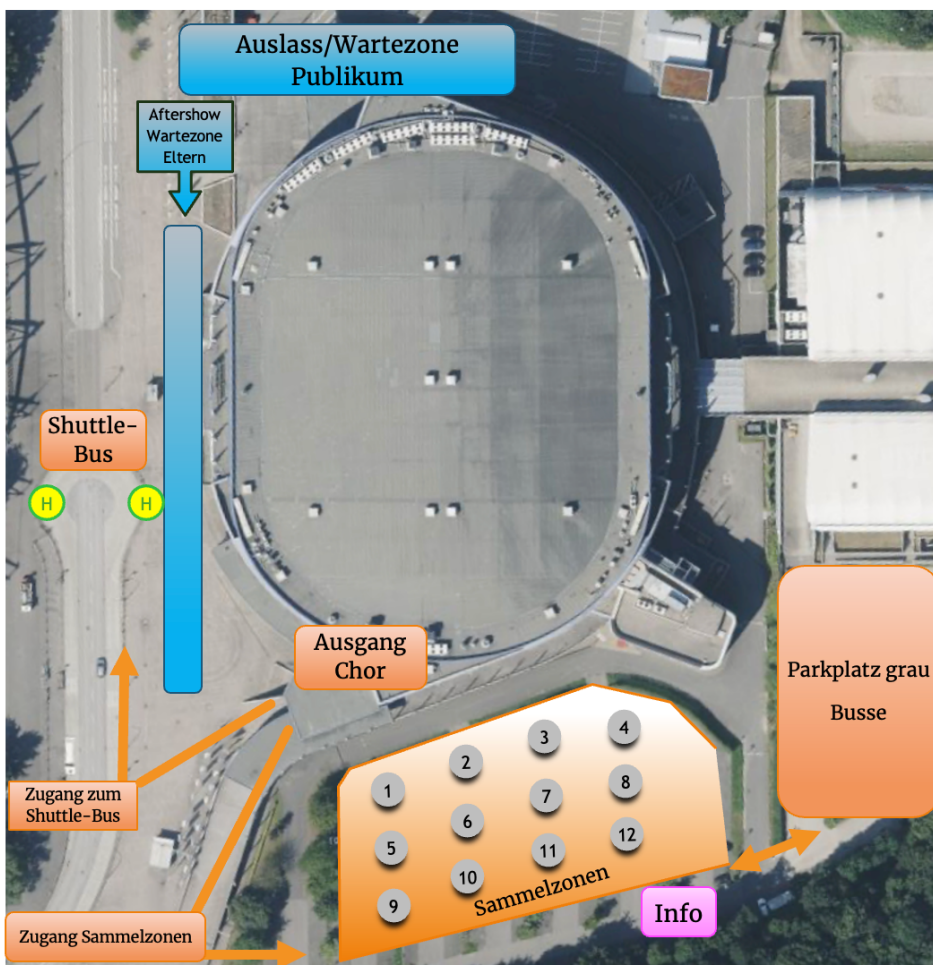 Auslass/Wartezone
Publikum
Aftershow
Wartezone
Eltern
Shuttle-
Bus
H
H
Ausgang
Chor
Parkplatz grau
Busse
Zugang zum
Shuttle-Bus
1
2
3
4
5
6
7
8
9
10
11
12
Sammelzonen
Info
Zugang Sammelzonen